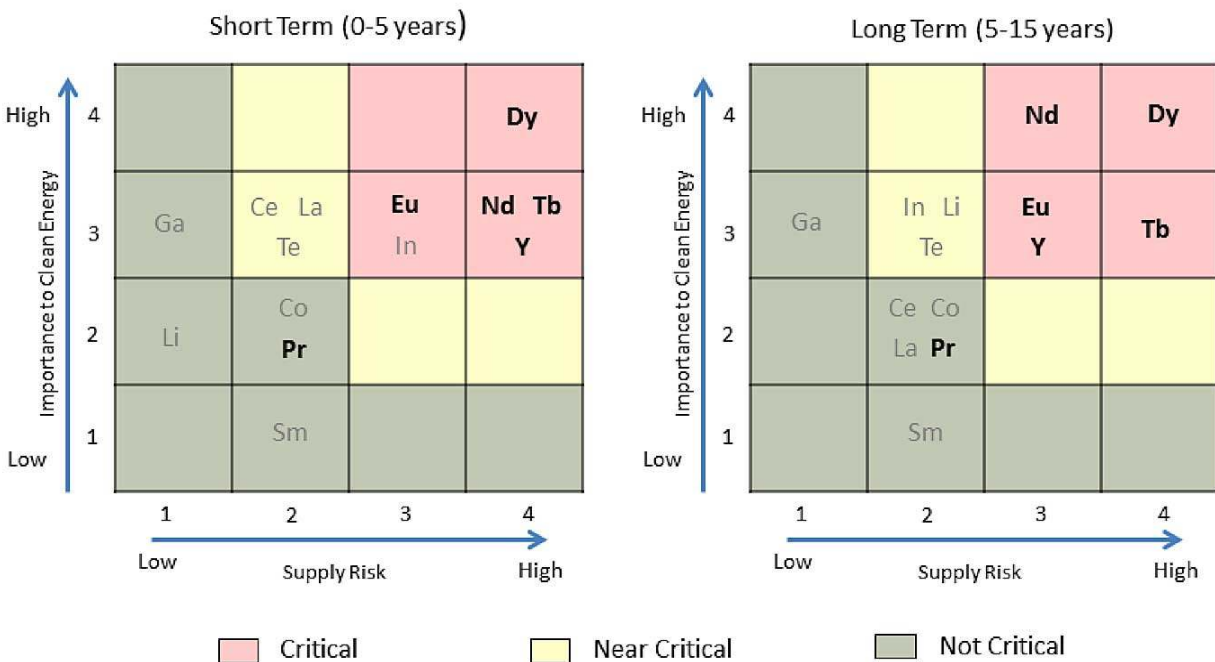 Short Term (0-5 years)
High
4
Dy
Importance to Clean Energy
3
Ga
Ce La
Te
Eu
In
Nd Tb
Y
2
Li
Co
Pr
1
Sm
Low
1 2 3 4
Low Supply Risk High
Long Term (5-15 years)
High
4
Nd
Dy
Importance to Clean Energy
3
Ga
In Li
Te
Eu
Y
Tb
2
Ce Co
La Pr
1
Sm
Low
1 2 3 4
Low Supply Risk High
Critical Near Critical Not Critical